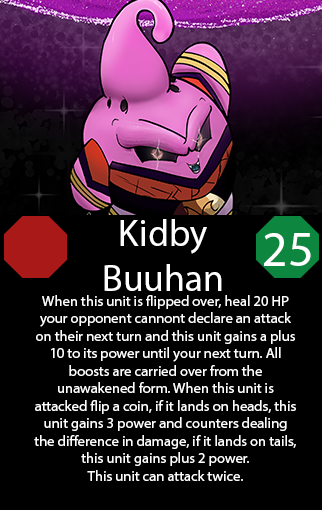 Kidby
Buuhan
25
When this unit is flipped over, heal 20 HP
your opponent cannont declare an attack
on their next turn and this unit gains a plus
10 to its power until your next turn. All
boosts are carried over from the
unawakened form. When this unit is
attacked flip a coin, if it lands on heads, this
unit gains 3 power and counters dealing
the difference in damage, if it lands on tails,
this unit gains plus 2 power.
This unit can attack twice.